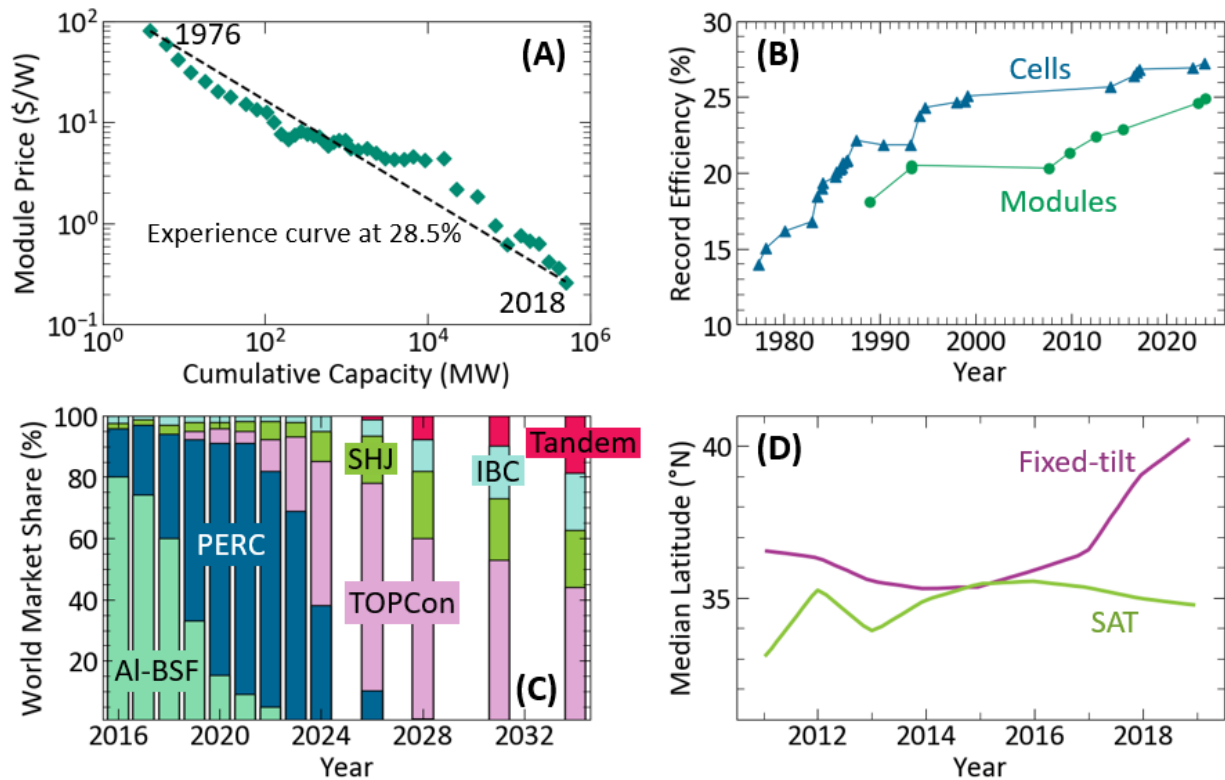 10²
1976
(A)
10¹
10⁰
Experience curve at 28.5%
2018
10⁻¹
10⁰
10²
10⁴
10⁶
Module Price ($/W)
Cumulative Capacity (MW)
30
(B)
Cells
25
20
Modules
15
10
1980
1990
2000
2010
2020
Record Efficiency (%)
Year
100
Tandem
SHJ
IBC
80
PERC
60
TOPCon
40
Al-BSF
20
(C)
2016
2020
2024
2028
2032
World Market Share (%)
Year
40
(D)
Fixed-tilt
35
SAT
2012
2014
2016
2018
Median Latitude (°N)
Year